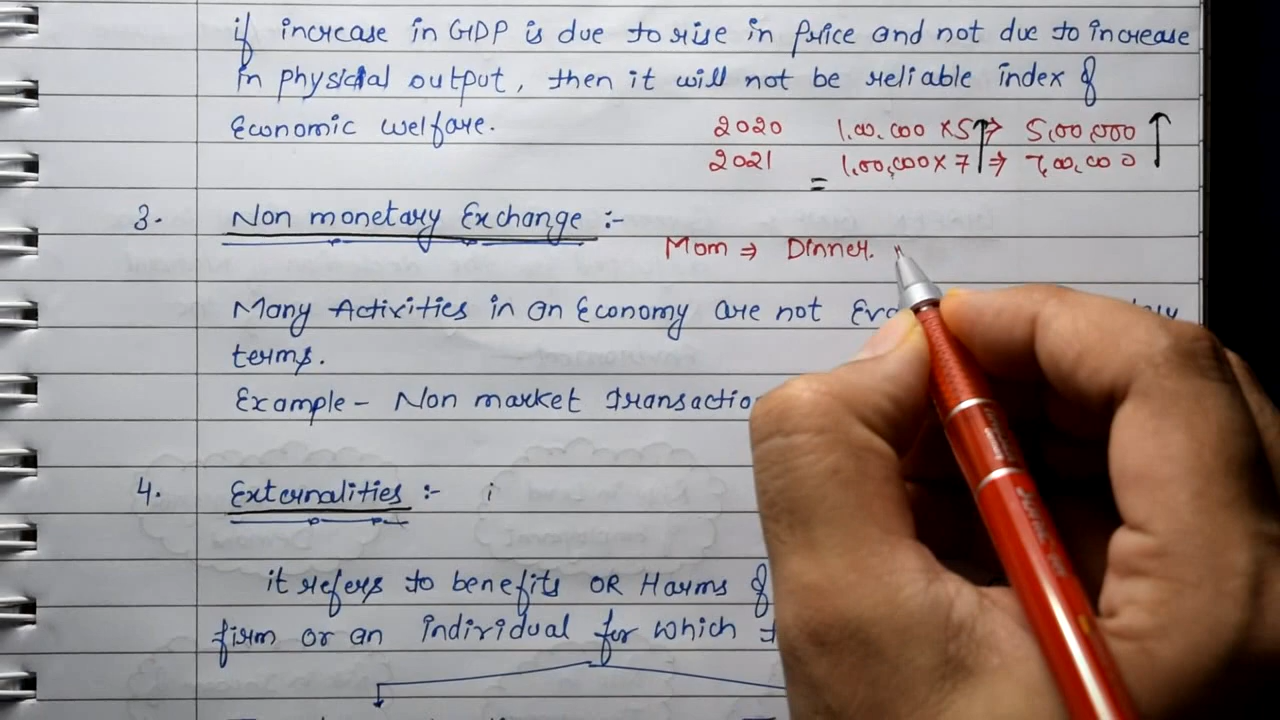 if increase in GDP is due to rise in price and not due to increase
in physical output, then it will not be reliable index of
Economic welfare.
2020 1,00,000 x 5 ⇒ 5,00,000 ↑
2021 1,00,000 x 7 ⇒ 7,00,000
=
3. Non monetary Exchange :-
Mom ⇒ Dinner.
Many Activities in an Economy are not
terms.
Example - Non market
4. Externalities :-
it refers to benefits OR Harms of
firm or an individual for which